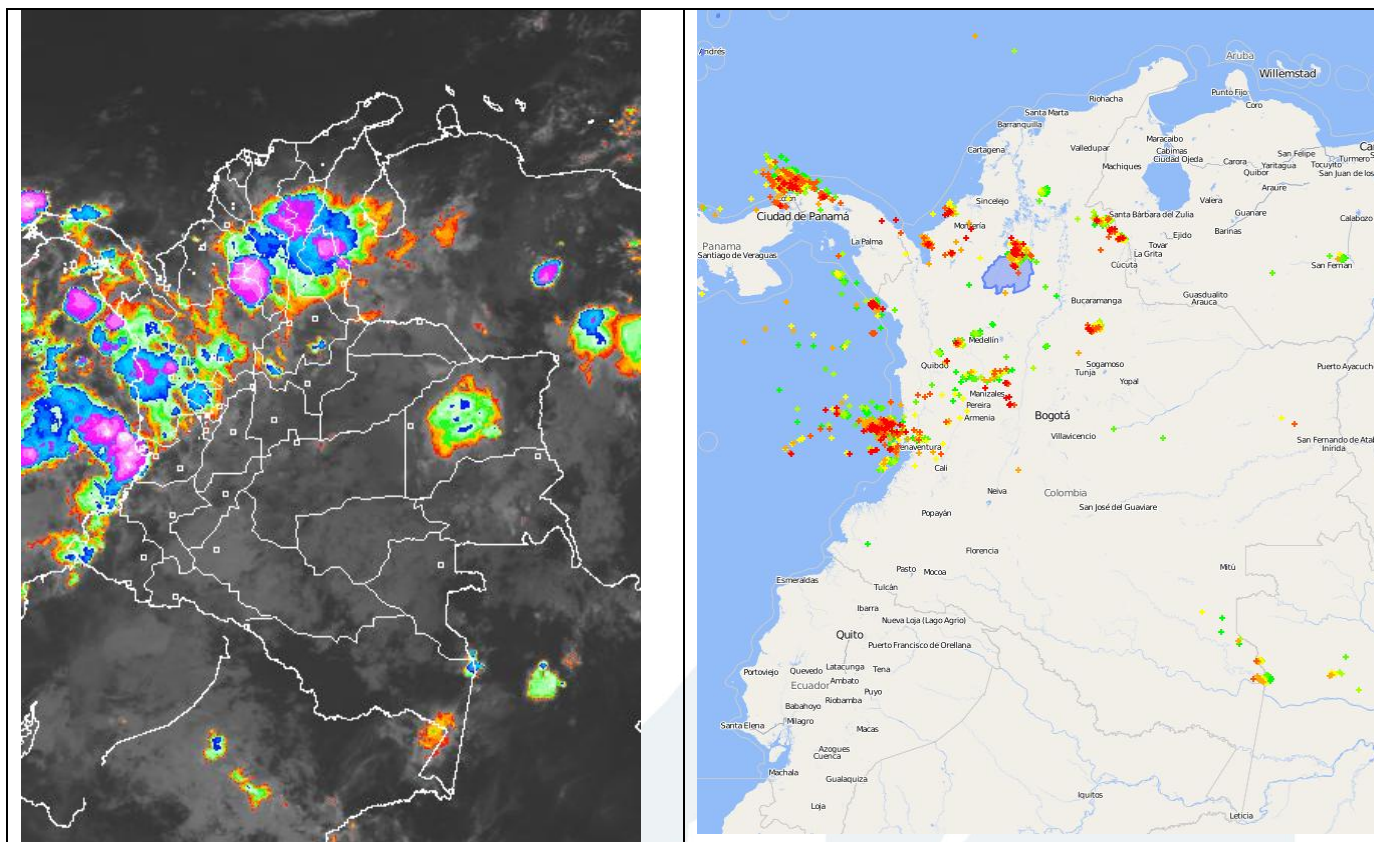 Andrés
Aruba
Willemstad
Punto Fijo
Coro
Riohacha
Santa Marta
Barranquilla
Maracaibo
Cabimas
Ciudad Ojeda
Cartagena
Valledupar
Machiques
Carora
San Felipe
Yaritagua
Turmero
Tocuyito
Quibor
San Juan de los
Araure
Valera
Sincelejo
Ciudad de Panamá
Santa Bárbara del Zulia
Guanare
Calabozo
Montería
Barinas
Ejido
La Palma
Tovar
La Grita
Panama
Santiago de Veraguas
Cúcuta
San Fernan
Guasdualito
Arauca
Bucaramanga
Medellín
Quibdó
Sogamoso
Tunja
Puerto Ayacucho
Yopal
Manizales
Pereira
Armenia
Bogotá
Villavicencio
San Fernando de Atab
Inírida
enaventura
Cali
Neiva
Colombia
San José del Guaviare
Popayán
Florencia
Mitú
Pasto
Mocoa
Esmeraldas
Tulcán
Ibarra
Nueva Loja (Lago Agrio)
Quito
Puerto Francisco de Orellana
Portoviejo
Quevedo
Latacunga
Tena
Ambato
Ecuador
Puyo
Riobamba
Babahoyo
Milagro
Santa Elena
Macas
Azogues
Cuenca
Machala
Gualaquiza
Loja
Iquitos
Leticia